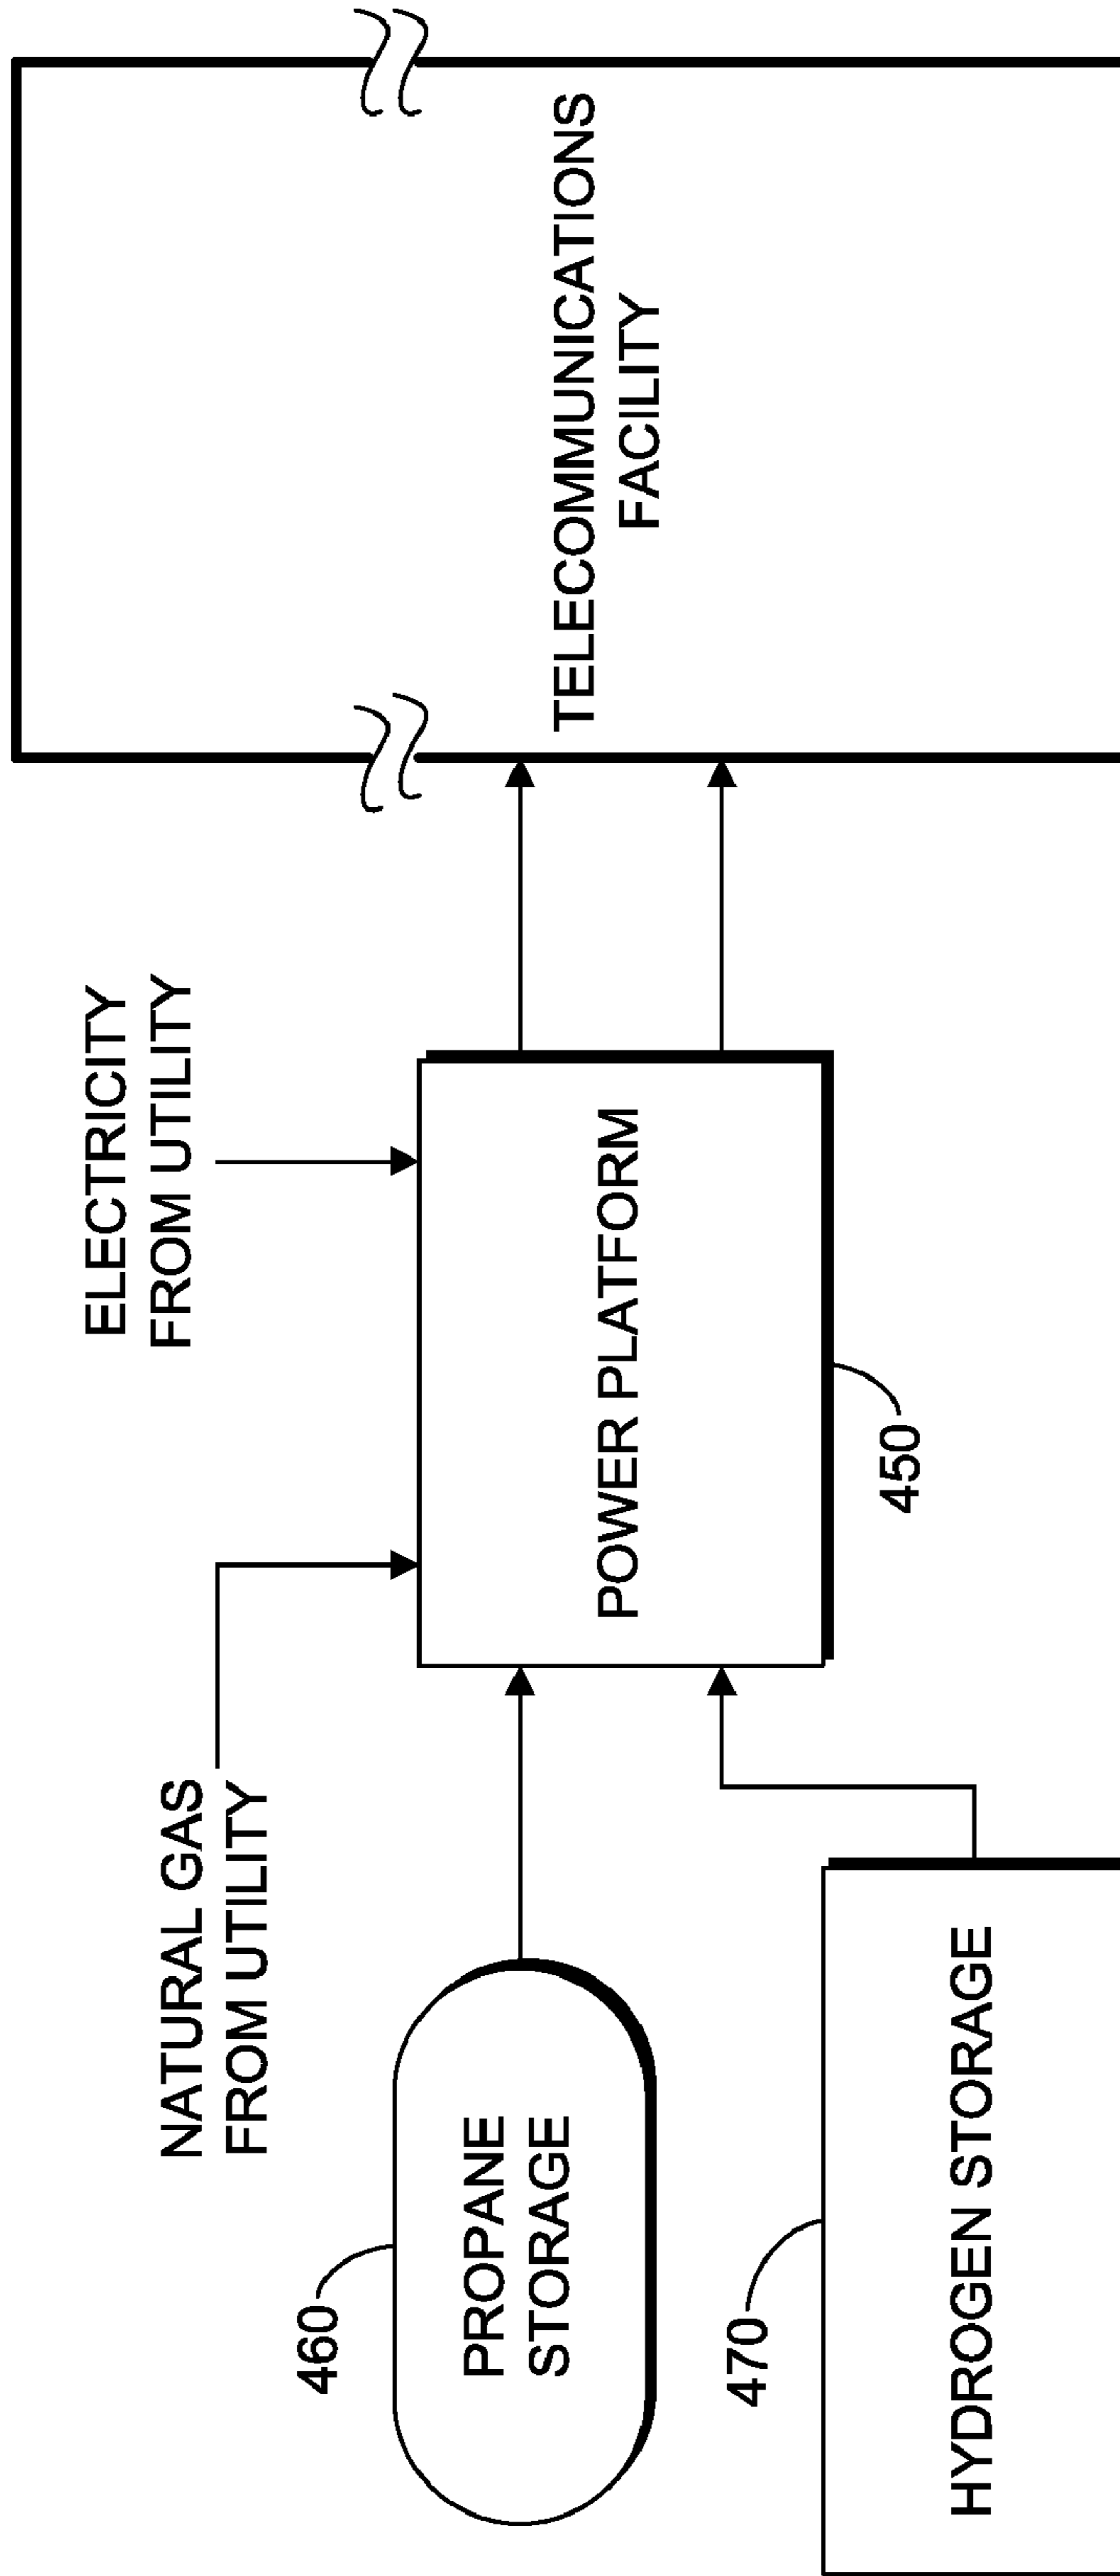 ELECTRICITY
FROM UTILITY
NATURAL GAS
FROM UTILITY
460
PROPANE
STORAGE
POWER PLATFORM
TELECOMMUNICATIONS
FACILITY
470
450
HYDROGEN STORAGE